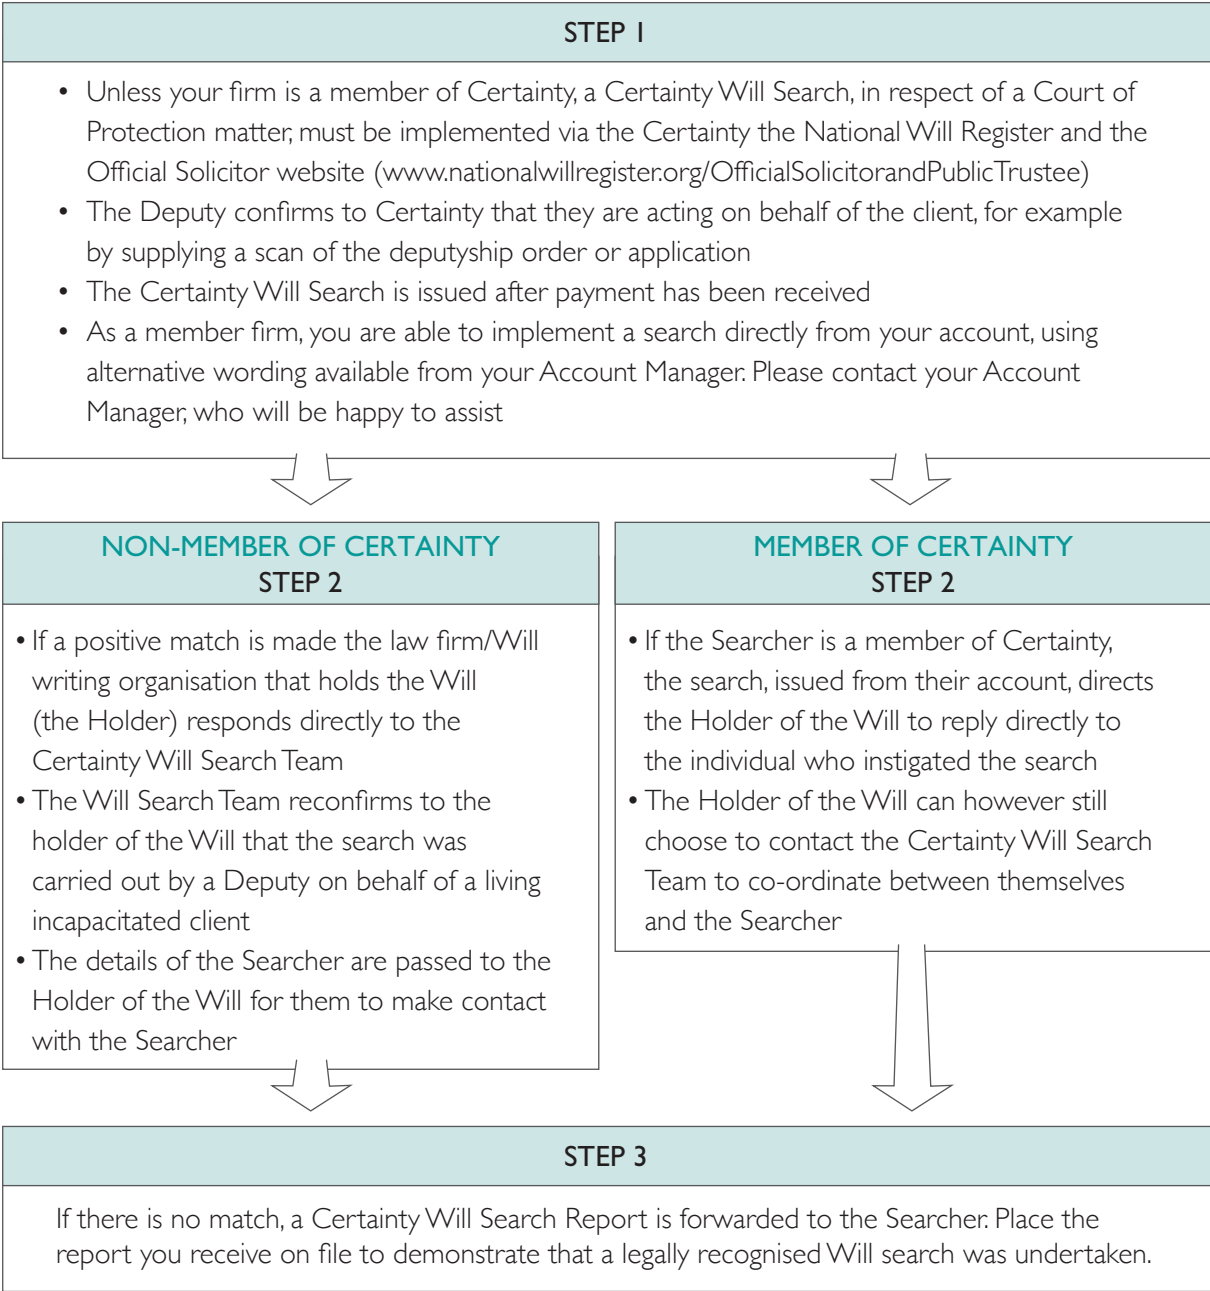 STEP 1
• Unless your firm is a member of Certainty, a Certainty Will Search, in respect of a Court of
Protection matter, must be implemented via the Certainty the National Will Register and the
Official Solicitor website (www.nationalwillregister.org/OfficialSolicitorandPublicTrustee)
• The Deputy confirms to Certainty that they are acting on behalf of the client, for example
by supplying a scan of the deputyship order or application
• The Certainty Will Search is issued after payment has been received
• As a member firm, you are able to implement a search directly from your account, using
alternative wording available from your Account Manager. Please contact your Account
Manager, who will be happy to assist
NON-MEMBER OF CERTAINTY
STEP 2
• If a positive match is made the law firm/Will
writing organisation that holds the Will
(the Holder) responds directly to the
Certainty Will Search Team
• The Will Search Team reconfirms to the
holder of the Will that the search was
carried out by a Deputy on behalf of a living
incapacitated client
• The details of the Searcher are passed to the
Holder of the Will for them to make contact
with the Searcher
MEMBER OF CERTAINTY
STEP 2
• If the Searcher is a member of Certainty,
the search, issued from their account, directs
the Holder of the Will to reply directly to
the individual who instigated the search
• The Holder of the Will can however still
choose to contact the Certainty Will Search
Team to co-ordinate between themselves
and the Searcher
STEP 3
If there is no match, a Certainty Will Search Report is forwarded to the Searcher. Place the
report you receive on file to demonstrate that a legally recognised Will search was undertaken.